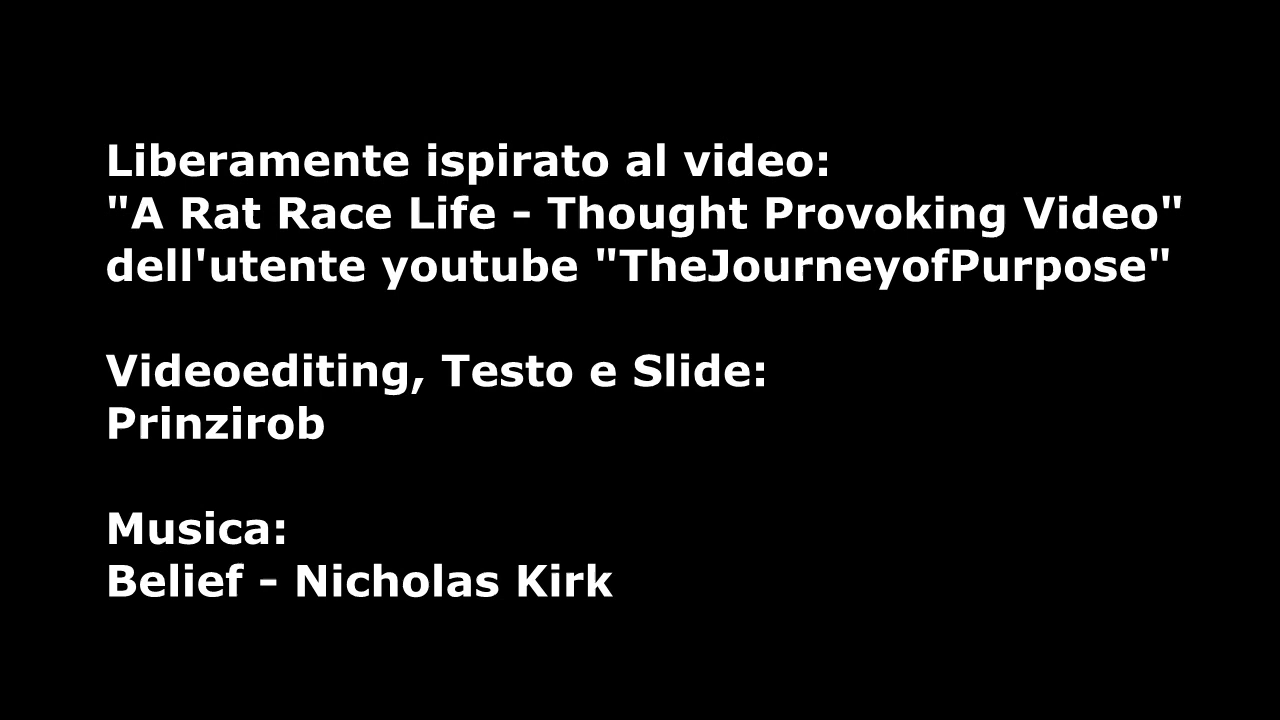 Liberamente ispirato al video:
"A Rat Race Life - Thought Provoking Video"
dell'utente youtube "TheJourneyofPurpose"
Videoediting, Testo e Slide:
Prinzirob
Musica:
Belief - Nicholas Kirk